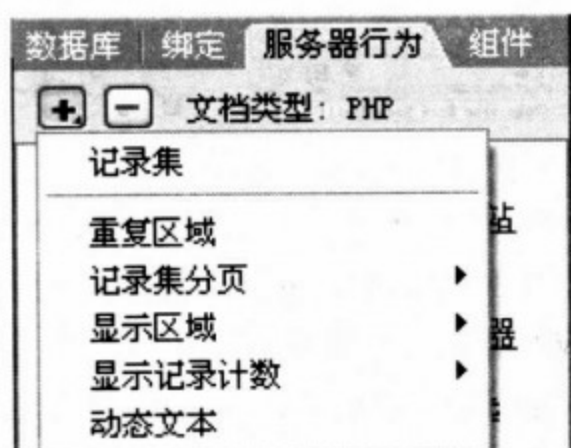 数据库 绑定 服务器行为 组件
+ - 文档类型: PHP
记录集
重复区域
站
记录集分页
显示区域
器
显示记录计数
动态文本